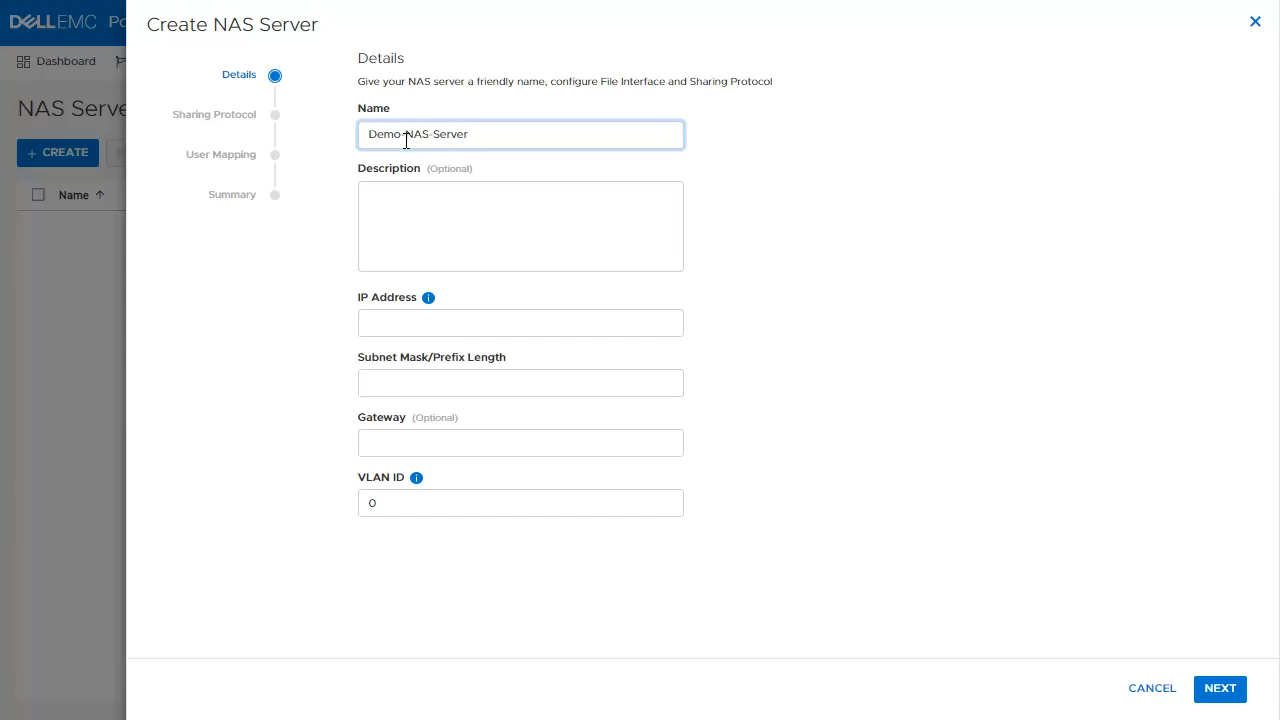 DELLEMC
Create NAS Server
Dashboard
NAS Serve
+ CREATE
Name
Details
Sharing Protocol
User Mapping
Summary
Details
Give your NAS server a friendly name, configure File Interface and Sharing Protocol
Name
Demo-NAS-Server
Description (Optional)
IP Address
Subnet Mask/Prefix Length
Gateway (Optional)
VLAN ID
0
CANCEL
NEXT